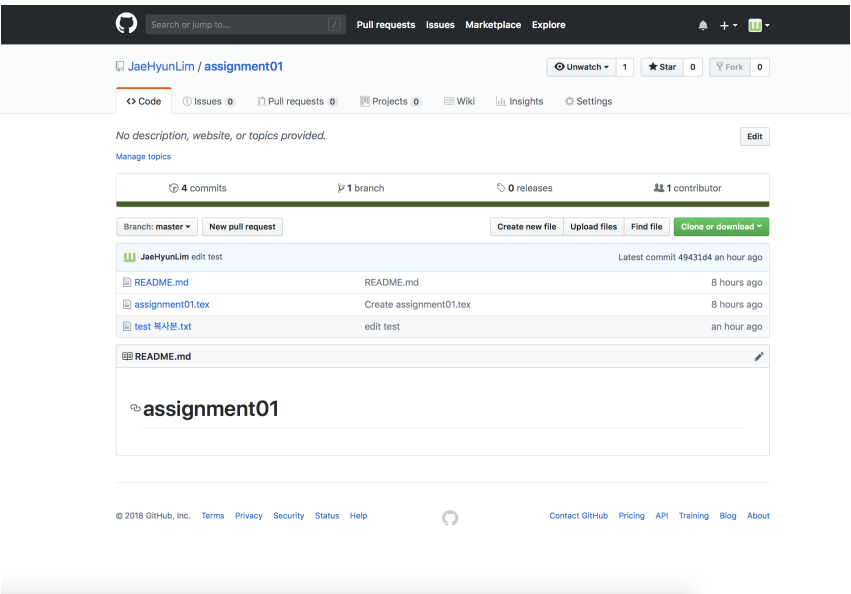 Search or jump to... / Pull requests Issues Marketplace Explore
JaeHyunLim / assignment01 Unwatch 1 Star 0 Fork 0
Code Issues 0 Pull requests 0 Projects 0 Wiki Insights Settings
No description, website, or topics provided. Edit
Manage topics
4 commits 1 branch 0 releases 1 contributor
Branch: master New pull request Create new file Upload files Find file Clone or download
JaeHyunLim edit test Latest commit 49431d4 an hour ago
README.md README.md 8 hours ago
assignment01.tex Create assignment01.tex 8 hours ago
test 복사본.txt edit test an hour ago
README.md
assignment01
© 2018 GitHub, Inc. Terms Privacy Security Status Help Contact GitHub Pricing API Training Blog About